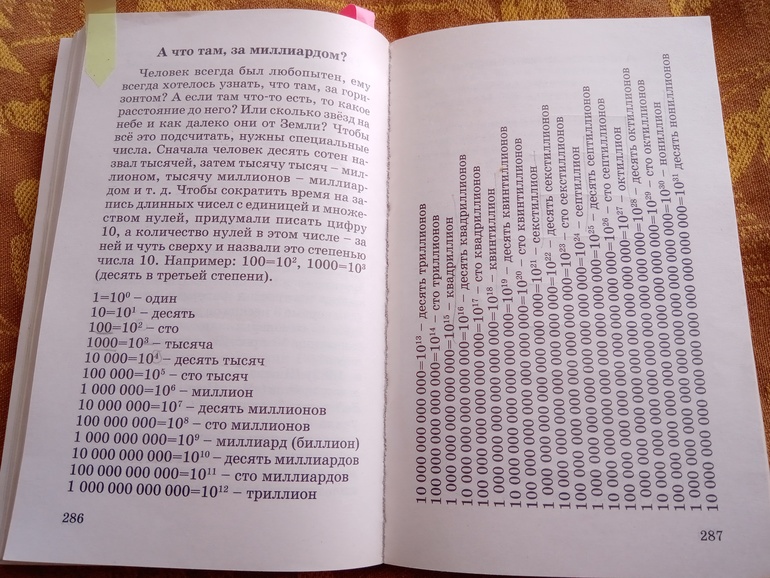 А что там, за миллиардом?
Человек всегда был любопытен, ему
всегда хотелось узнать, что там, за гори-
зонтом? А если там что-то есть, то какое
расстояние до него? Или сколько звёзд на
небе и как далеко они от Земли? Чтобы
всё это подсчитать, нужны специальные
числа. Сначала человек десять сотен на-
звал тысячей, затем тысячу тысяч – мил-
лионом, тысячу миллионов – миллиар-
дом и т. д. Чтобы сократить время на за-
пись длинных чисел с единицей и множе-
ством нулей, придумали писать цифру
10, а количество нулей в этом числе – за
ней и чуть сверху и назвали это степенью
числа 10. Например: 100=10², 1000=10³
(десять в третьей степени).
1=10⁰ – один
10=10¹ – десять
100=10² – сто
1000=10³ – тысяча
10 000=10⁴ – десять тысяч
100 000=10⁵ – сто тысяч
1 000 000=10⁶ – миллион
10 000 000=10⁷ – десять миллионов
100 000 000=10⁸ – сто миллионов
1 000 000 000=10⁹ – миллиард (биллион)
10 000 000 000=10¹⁰ – десять миллиардов
100 000 000 000=10¹¹ – сто миллиардов
1 000 000 000 000=10¹² – триллион
286
10 000 000 000 000=10¹³ – десять триллионов
100 000 000 000 000=10¹⁴ – сто триллионов
1 000 000 000 000 000=10¹⁵ – квадриллион
10 000 000 000 000 000=10¹⁶ – десять квадриллионов
100 000 000 000 000 000=10¹⁷ – сто квадриллионов
1 000 000 000 000 000 000=10¹⁸ – квинтиллион
10 000 000 000 000 000 000=10¹⁹ – десять квинтиллионов
100 000 000 000 000 000 000=10²⁰ – сто квинтиллионов
1 000 000 000 000 000 000 000=10²¹ – секстиллион
10 000 000 000 000 000 000 000=10²² – десять секстиллионов
100 000 000 000 000 000 000 000=10²³ – сто секстиллионов
1 000 000 000 000 000 000 000 000=10²⁴ – септиллион
10 000 000 000 000 000 000 000 000=10²⁵ – десять септиллионов
100 000 000 000 000 000 000 000 000=10²⁶ – сто септиллионов
1 000 000 000 000 000 000 000 000 000=10²⁷ – октиллион
10 000 000 000 000 000 000 000 000 000=10²⁸ – десять октиллионов
100 000 000 000 000 000 000 000 000 000=10²⁹ – сто октиллионов
1 000 000 000 000 000 000 000 000 000 000=10³⁰ – нониллион
10 000 000 000 000 000 000 000 000 000 000=10³¹ десять нониллионов
287